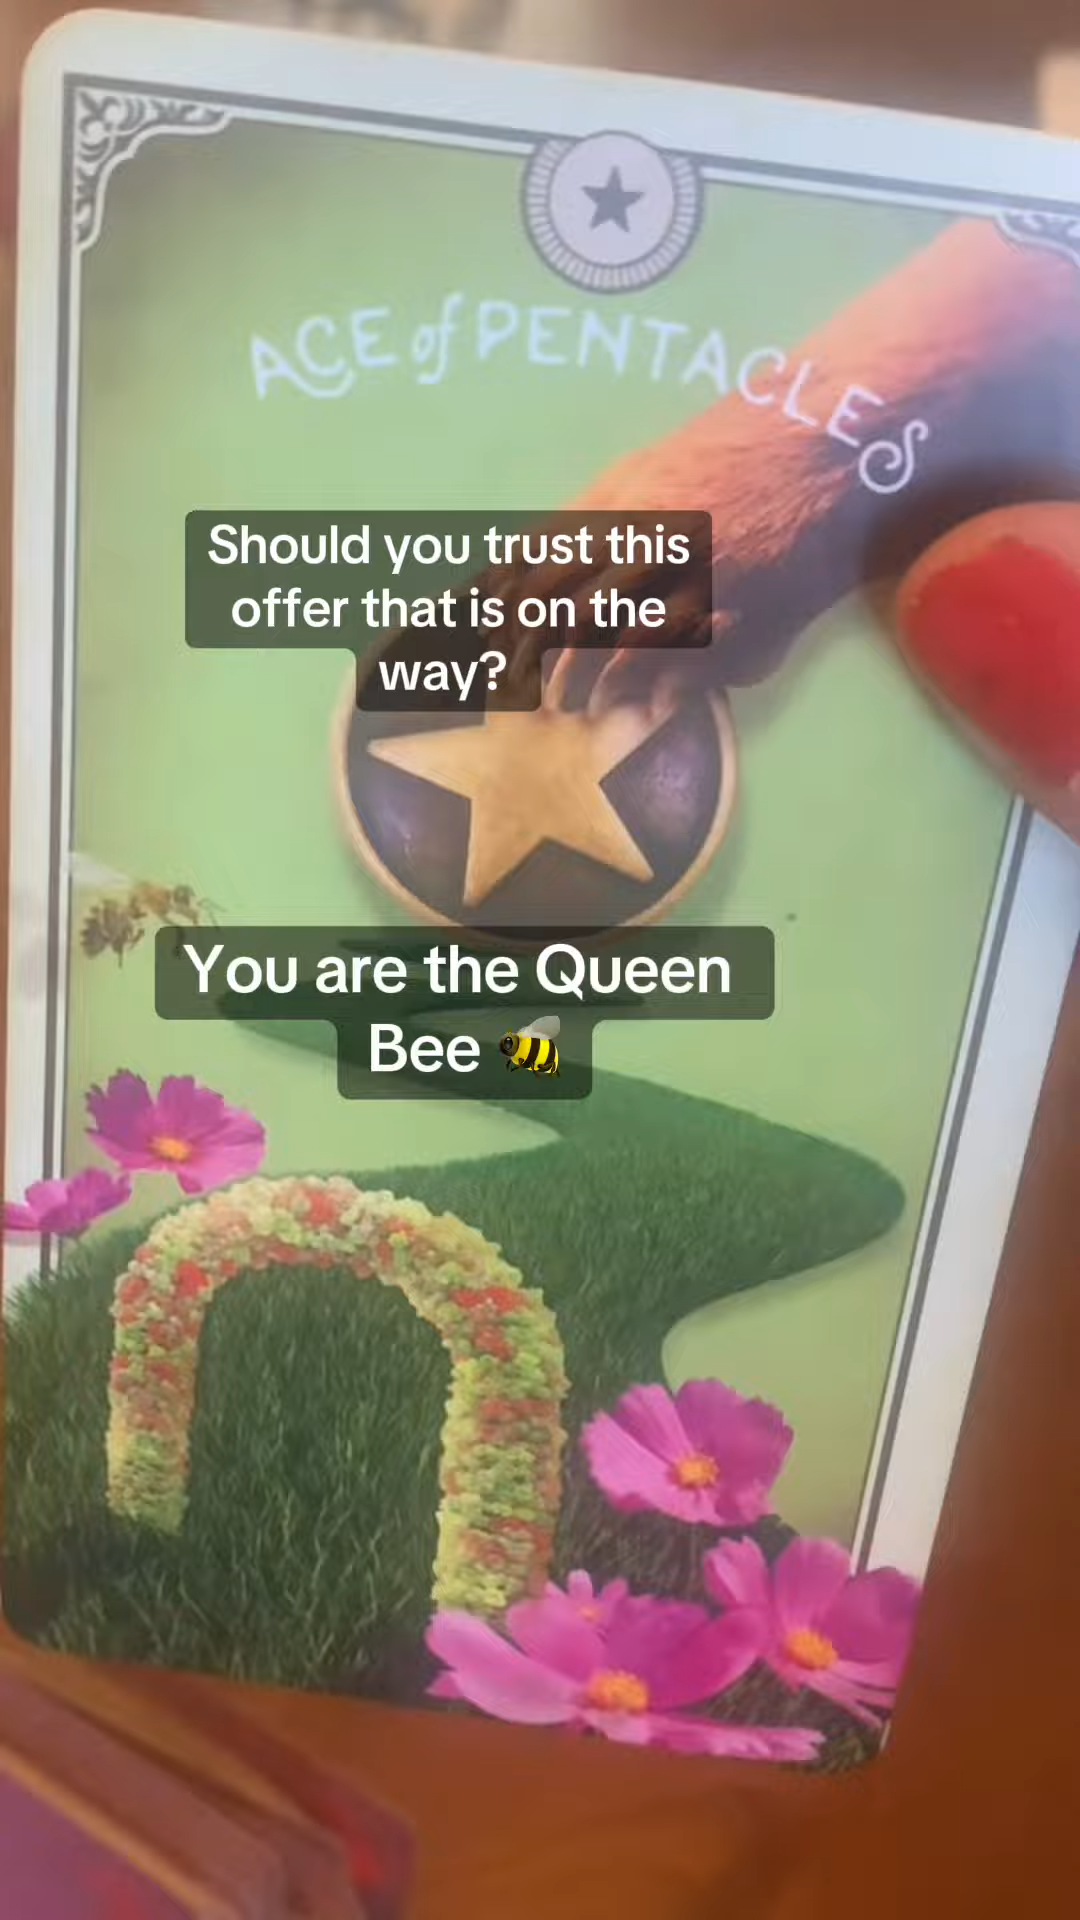 ACE of PENTACLES
Should you trust this
offer that is on the
way?
You are the Queen
Bee 🐝